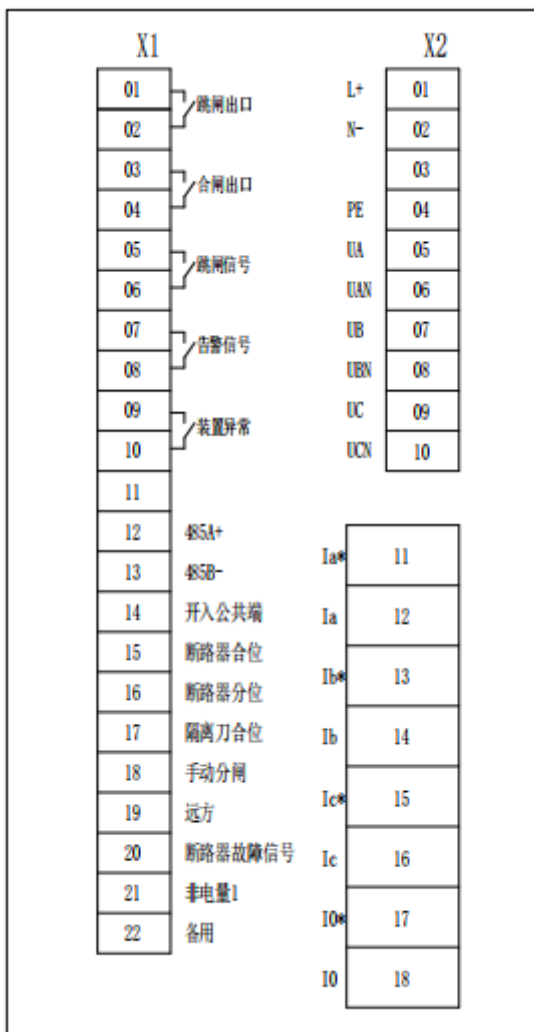 X1
01
跳闸出口
02
03
合闸出口
04
05
跳闸信号
06
07
告警信号
08
09
装置异常
10
11
12 485A+
13 485B-
14 开入公共端
15 断路器合位
16 断路器分位
17 隔离刀合位
18 手动分闸
19 远方
20 断路器故障信号
21 非电量1
22 备用
X2
L+ 01
N- 02
03
PE 04
UA 05
UAN 06
UB 07
UBN 08
UC 09
UCN 10
Ia* 11
Ia 12
Ib* 13
Ib 14
Ic* 15
Ic 16
I0* 17
I0 18